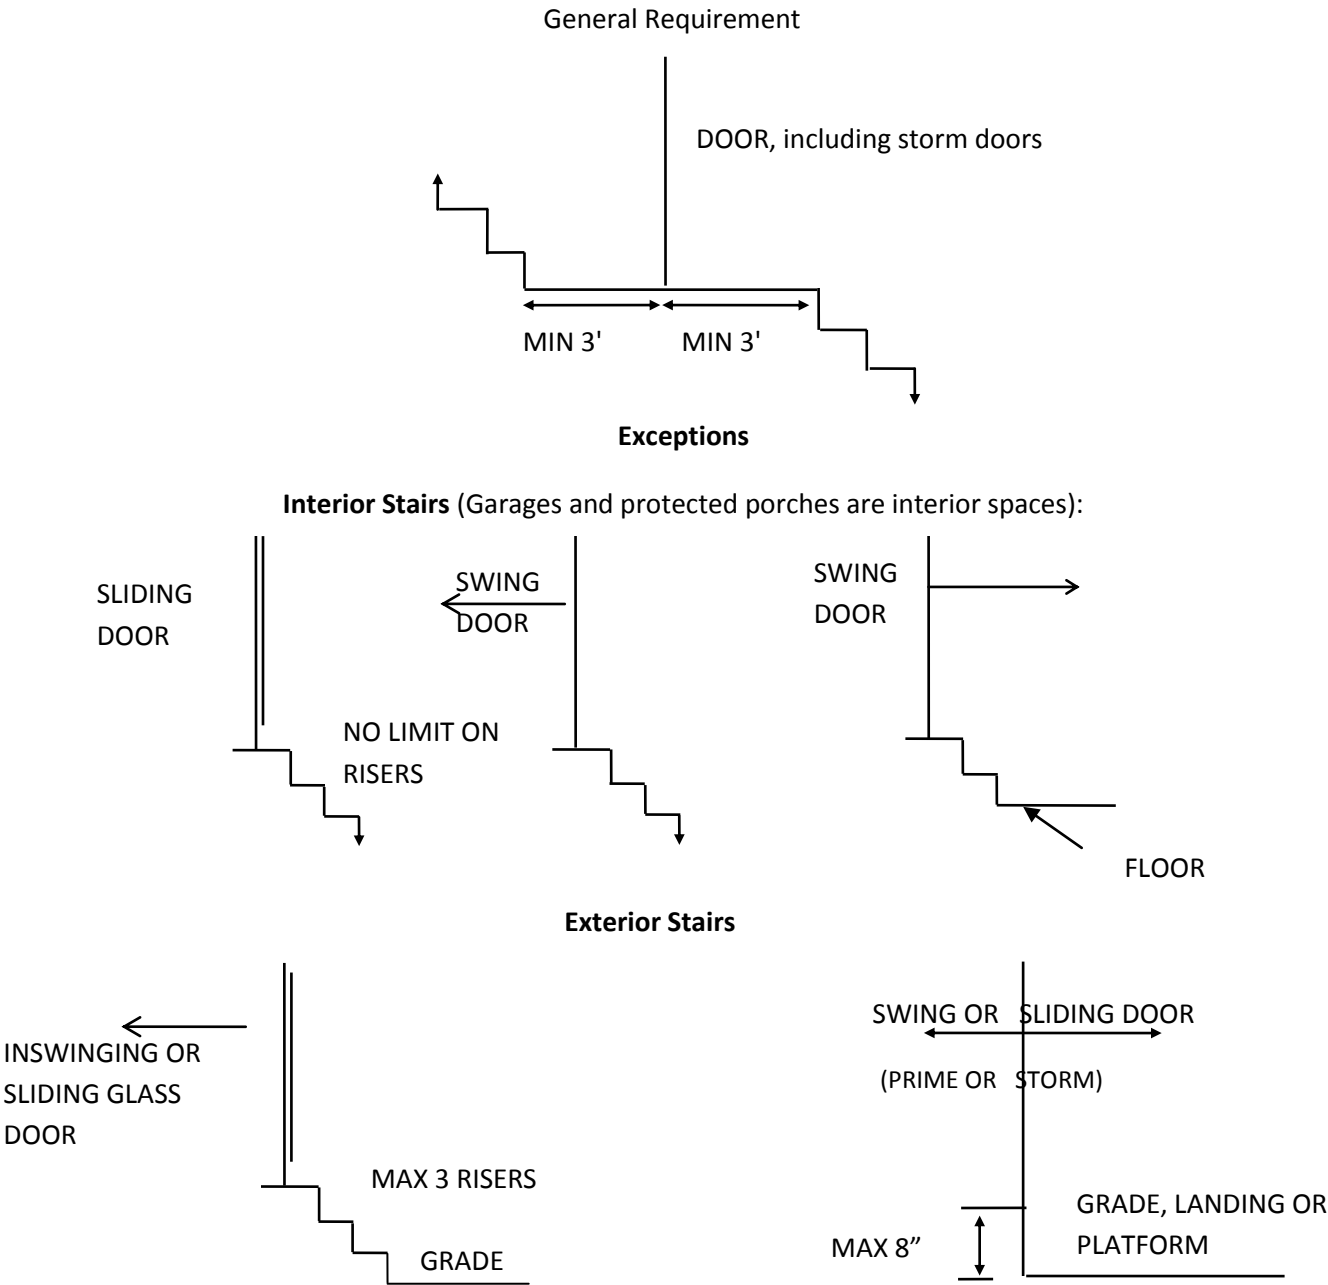 General Requirement
DOOR, including storm doors
MIN 3'
MIN 3'
Exceptions
Interior Stairs (Garages and protected porches are interior spaces):
SLIDING
DOOR
SWING
DOOR
SWING
DOOR
NO LIMIT ON
RISERS
FLOOR
Exterior Stairs
INSWINGING OR
SLIDING GLASS
DOOR
MAX 3 RISERS
GRADE
SWING OR SLIDING DOOR
(PRIME OR STORM)
MAX 8”
GRADE, LANDING OR
PLATFORM